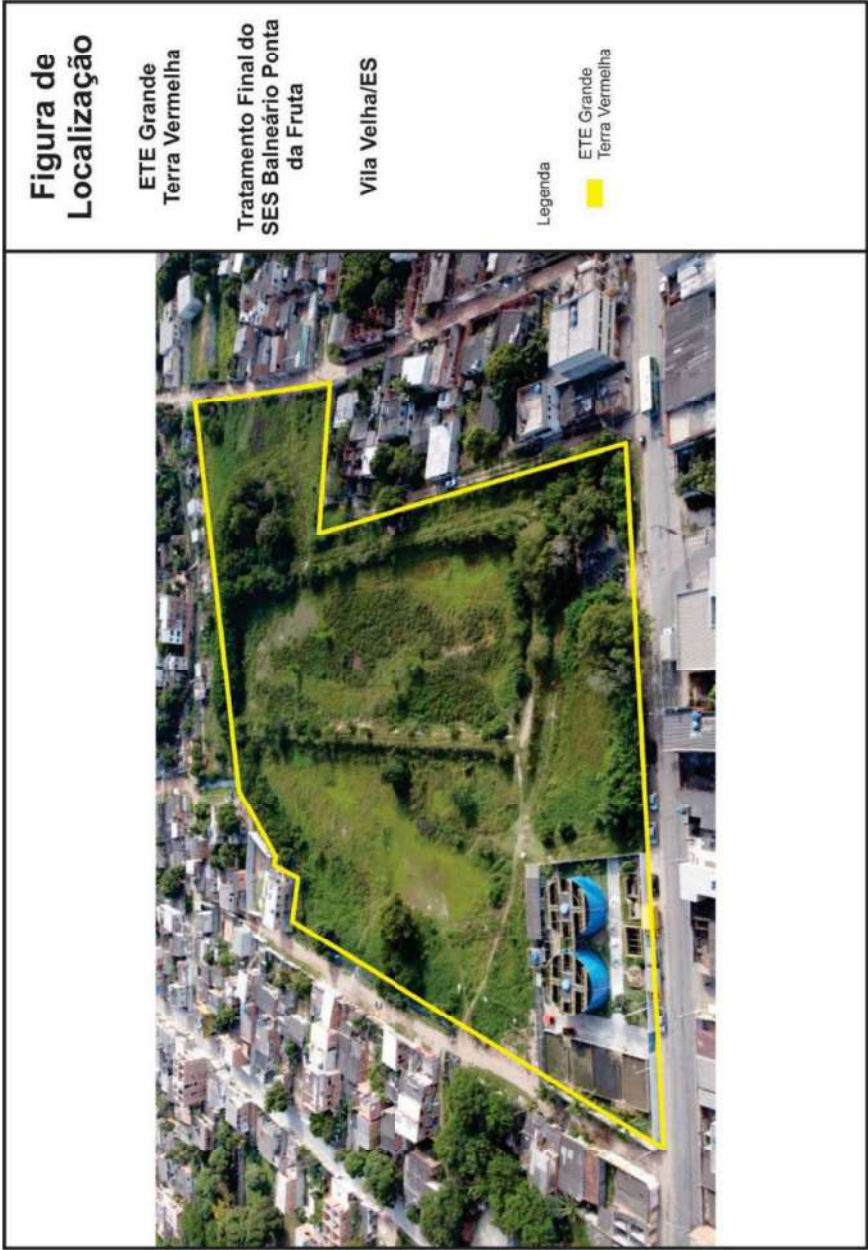 Figura de
Localização
ETE Grande
Terra Vermelha
Tratamento Final do
SES Balneário Ponta
da Fruta
Vila Velha/ES
Legenda
ETE Grande
Terra Vermelha